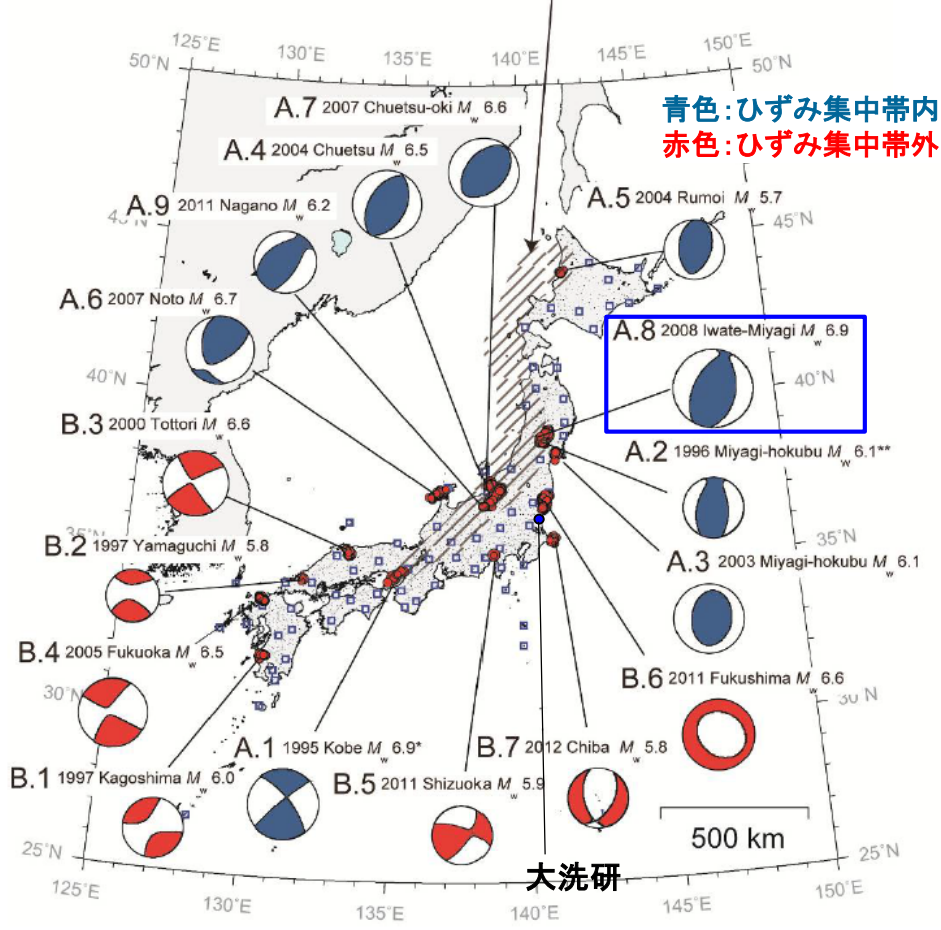 125°E
130°E
135°E
140°E
145°E
150°E
50°N
50°N
A.7 2007 Chuetsu-oki Mw 6.6
青色：ひずみ集中帯内
赤色：ひずみ集中帯外
A.4 2004 Chuetsu Mw 6.5
A.5 2004 Rumoi Mw 5.7
A.9 2011 Nagano Mw 6.2
45°N
A.6 2007 Noto Mw 6.7
A.8 2008 Iwate-Miyagi Mw 6.9
40°N
40°N
B.3 2000 Tottori Mw 6.6
A.2 1996 Miyagi-hokubu Mw 6.1**
35°N
35°N
B.2 1997 Yamaguchi Mw 5.8
A.3 2003 Miyagi-hokubu Mw 6.1
B.4 2005 Fukuoka Mw 6.5
B.6 2011 Fukushima Mw 6.6
30°N
30 N
A.1 1995 Kobe Mw 6.9*
B.7 2012 Chiba Mw 5.8
B.1 1997 Kagoshima Mw 6.0
B.5 2011 Shizuoka Mw 5.9
500 km
25°N
25°N
大洗研
125°E
130°E
135°E
140°E
145°E
150°E